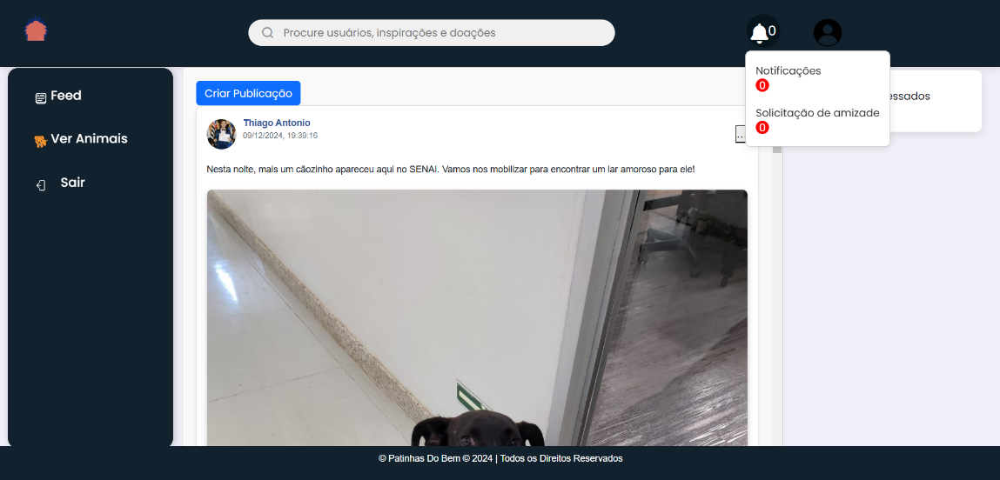 Procure usuários, inspirações e doações
0
Notificações
0
Solicitação de amizade
0
Feed
Ver Animais
Sair
Criar Publicação
Thiago Antonio
09/12/2024, 19:39:16
...
Nesta noite, mais um cãozinho apareceu aqui no SENAI. Vamos nos mobilizar para encontrar um lar amoroso para ele!
essados
© Patinhas Do Bem © 2024 | Todos os Direitos Reservados